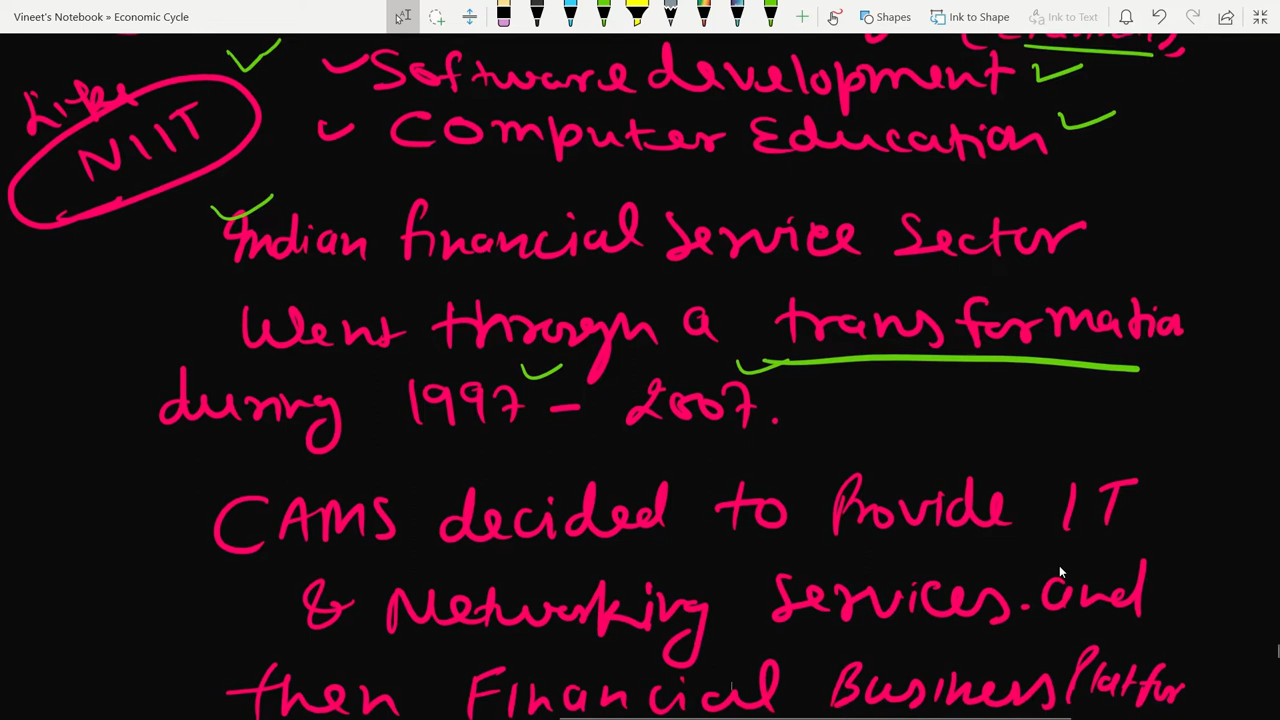 Vineet's Notebook » Economic Cycle
Shapes
Ink to Shape
Ink to Text
Software development
Like
NIIT
Computer Education
Indian financial Service Sector
Went through a transformatio
during 1997 - 2007.
CAMS decided to Provide IT
& Networking Services. and
then Financial Business Platfor